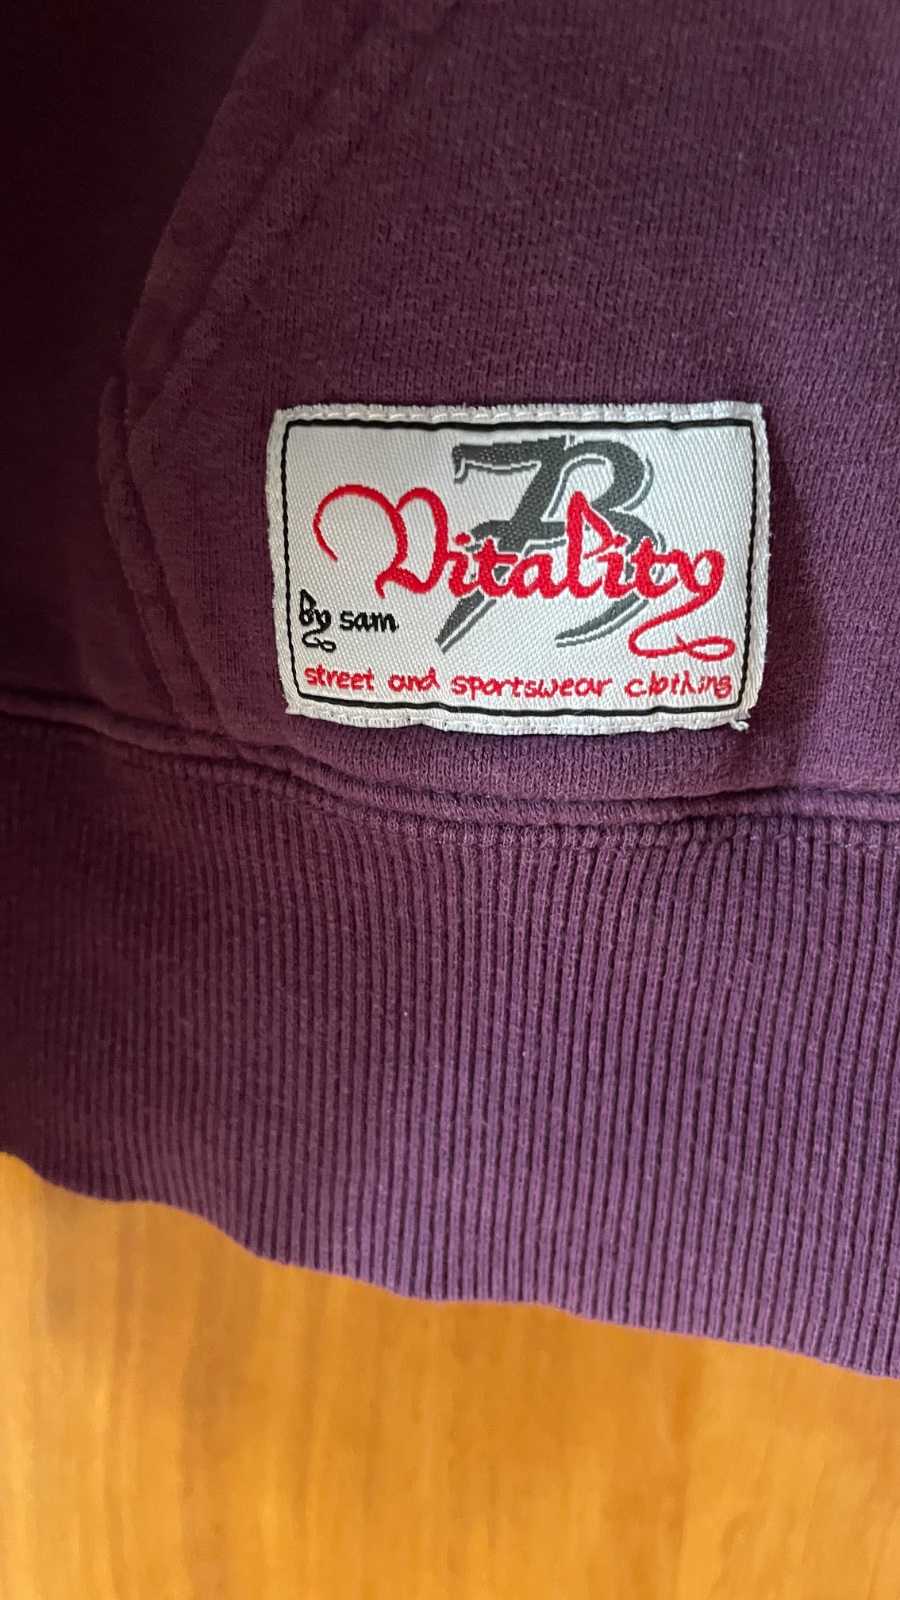 B
Vitality
By sam
street and sportswear clothing